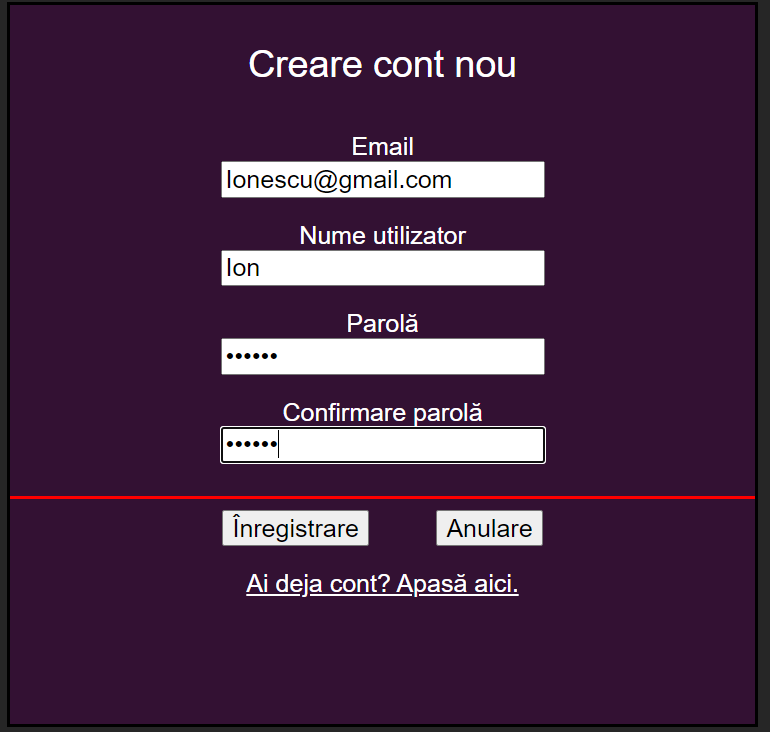 Creare cont nou
Email
Ionescu@gmail.com
Nume utilizator
Ion
Parolă
••••••
Confirmare parolă
••••••
Înregistrare Anulare
Ai deja cont? Apasă aici.